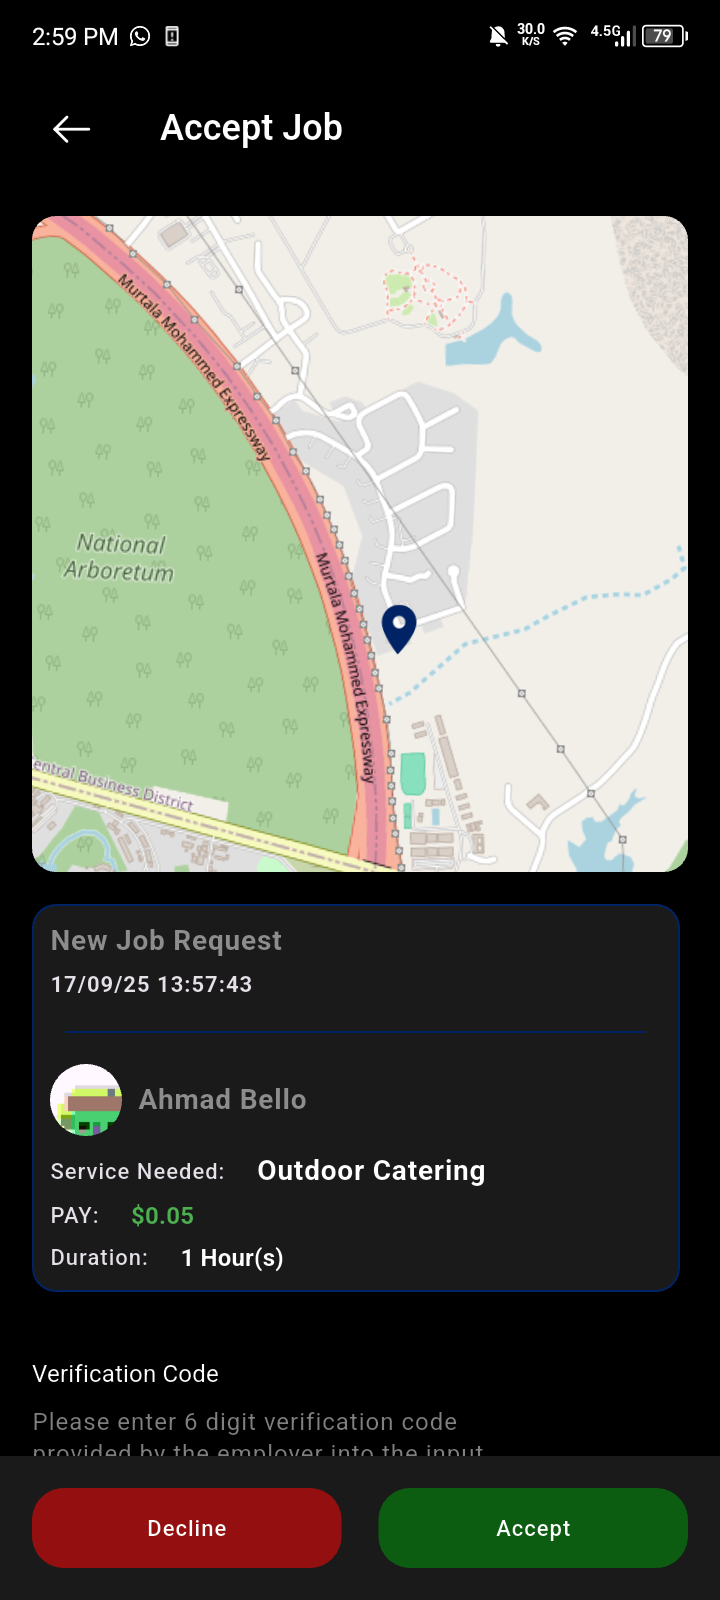 2:59 PM
30.0
K/S
4.5G
79
Accept Job
Murtala Mohammed Expressway
National
Arboretum
Murtala Mohammed Expressway
entral Business District
New Job Request
17/09/25 13:57:43
Ahmad Bello
Service Needed: Outdoor Catering
PAY: $0.05
Duration: 1 Hour(s)
Verification Code
Please enter 6 digit verification code
provided by the employer into the input
Decline
Accept